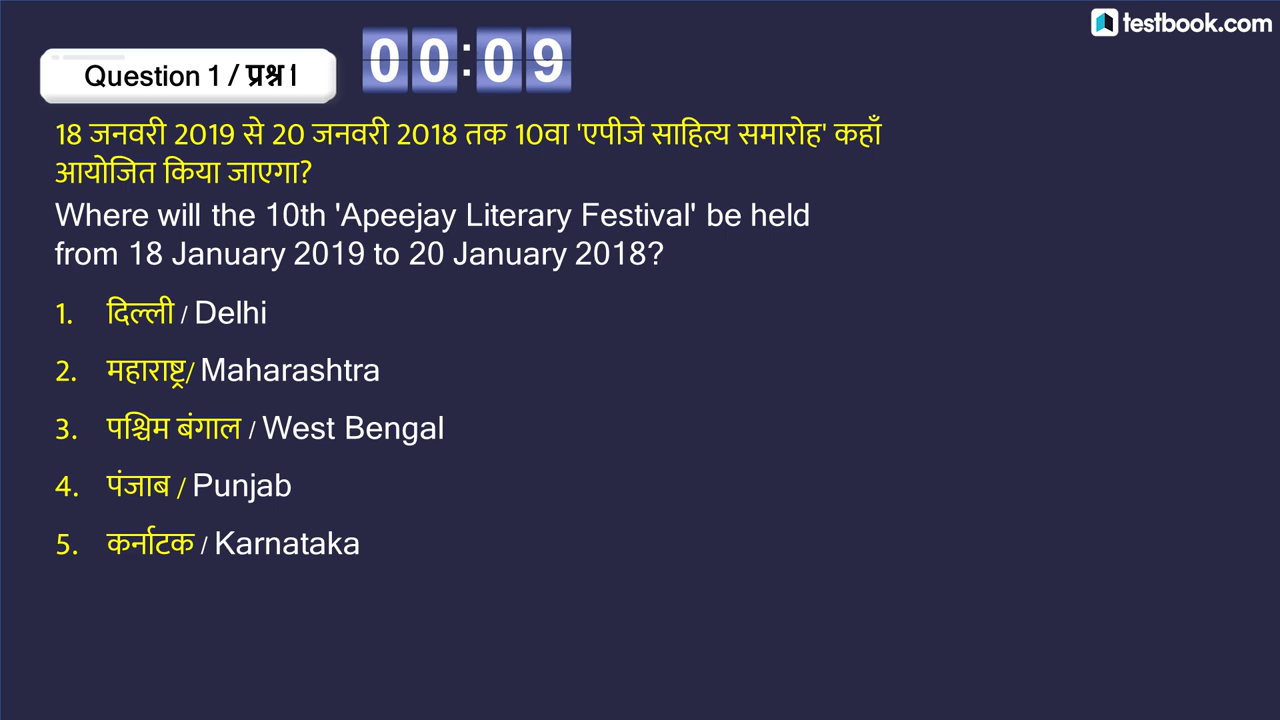 testbook.com
Question 1 / प्रश्न।
00:09
18 जनवरी 2019 से 20 जनवरी 2018 तक 10वा 'एपीजे साहित्य समारोह' कहाँ
आयोजित किया जाएगा?
Where will the 10th 'Apeejay Literary Festival' be held
from 18 January 2019 to 20 January 2018?
1. दिल्ली / Delhi
2. महाराष्ट्र/ Maharashtra
3. पश्चिम बंगाल / West Bengal
4. पंजाब / Punjab
5. कर्नाटक / Karnataka